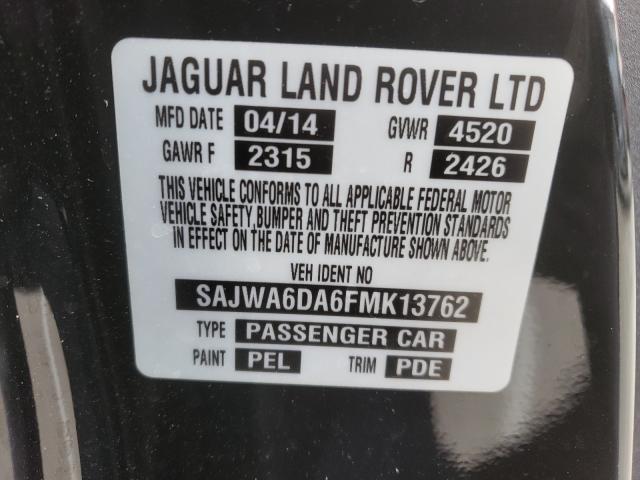 JAGUAR LAND ROVER LTD
MFD DATE 04/14 GVWR 4520
GAWR F 2315 R 2426
THIS VEHICLE CONFORMS TO ALL APPLICABLE FEDERAL MOTOR
VEHICLE SAFETY, BUMPER AND THEFT PREVENTION STANDARDS
IN EFFECT ON THE DATE OF MANUFACTURE SHOWN ABOVE.
VEH IDENT NO
SAJWA6DA6FMK13762
TYPE PASSENGER CAR
PAINT PEL TRIM PDE